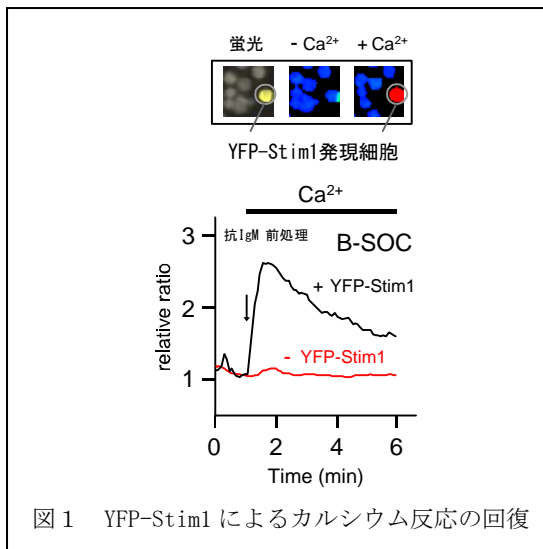 蛍光 - Ca²⁺ + Ca²⁺
YFP-Stim1発現細胞
Ca²⁺
抗IgM 前処理
B-SOC
3
+ YFP-Stim1
2
- YFP-Stim1
1
relative ratio
0 2 4 6
Time (min)
図1 YFP-Stim1によるカルシウム反応の回復